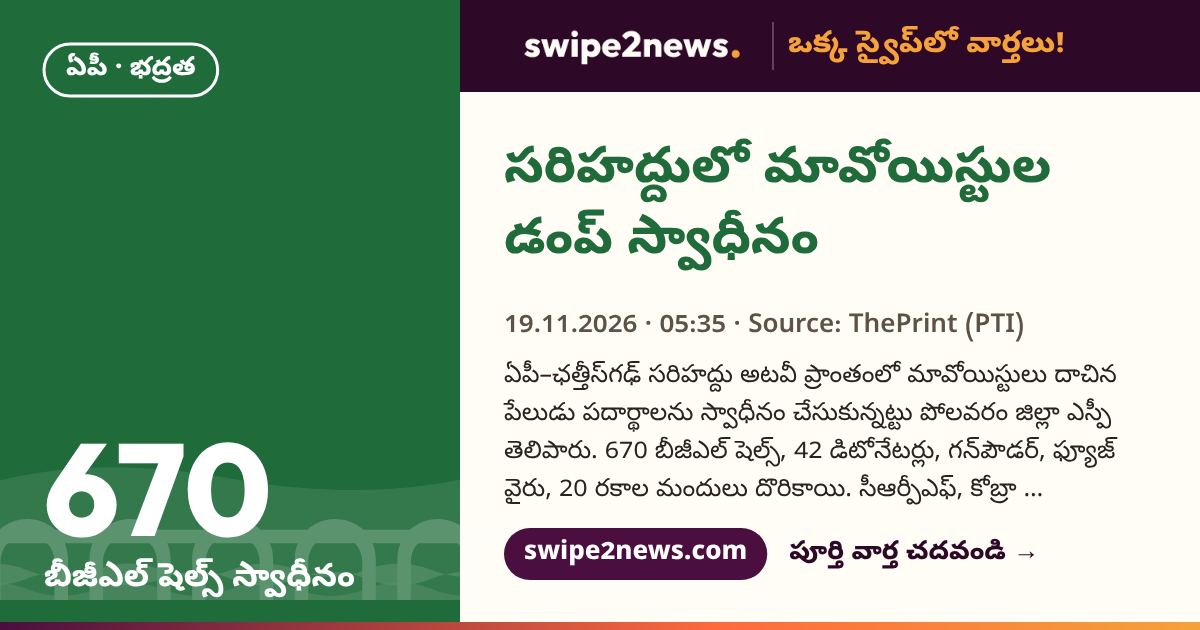 ఏపీ · భద్రత
670
బీజీఎల్ షెల్స్ స్వాధీనం
swipe2news. ఒక్క స్వైప్‌లో వార్తలు!
సరిహద్దులో మావోయిస్టుల
డంప్ స్వాధీనం
19.11.2026 · 05:35 · Source: ThePrint (PTI)
ఏపీ–ఛత్తీస్‌గఢ్ సరిహద్దు అటవీ ప్రాంతంలో మావోయిస్టులు దాచిన
పేలుడు పదార్థాలను స్వాధీనం చేసుకున్నట్టు పోలవరం జిల్లా ఎస్పీ
తెలిపారు. 670 బీజీఎల్ షెల్స్, 42 డిటోనేటర్లు, గన్‌పౌడర్, ఫ్యూజ్
వైరు, 20 రకాల మందులు దొరికాయి. సీఆర్పీఎఫ్, కోబ్రా ...
swipe2news.com పూర్తి వార్త చదవండి →